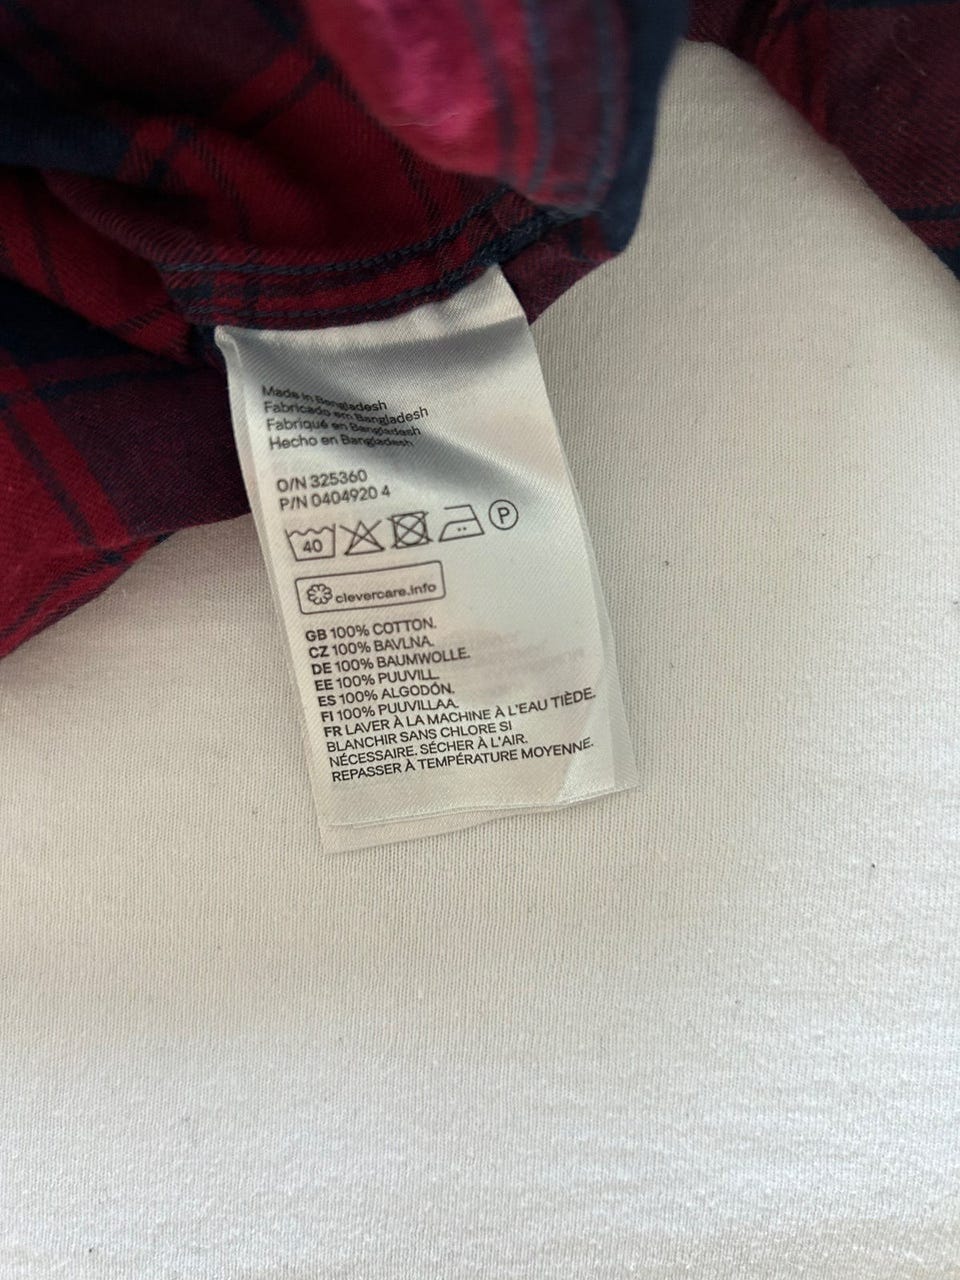 Made in Bangladesh
Fabricado em Bangladesh
Fabriqué en Bangladesh
Hecho en Bangladesh
O/N 325360
P/N 0404920 4
40 P
clevercare.info
GB 100% COTTON.
CZ 100% BAVLNA.
DE 100% BAUMWOLLE.
EE 100% PUUVILL.
ES 100% ALGODÓN.
FI 100% PUUVILLAA.
FR LAVER À LA MACHINE À L'EAU TIÈDE.
BLANCHIR SANS CHLORE SI
NÉCESSAIRE. SÉCHER À L'AIR.
REPASSER À TEMPÉRATURE MOYENNE.